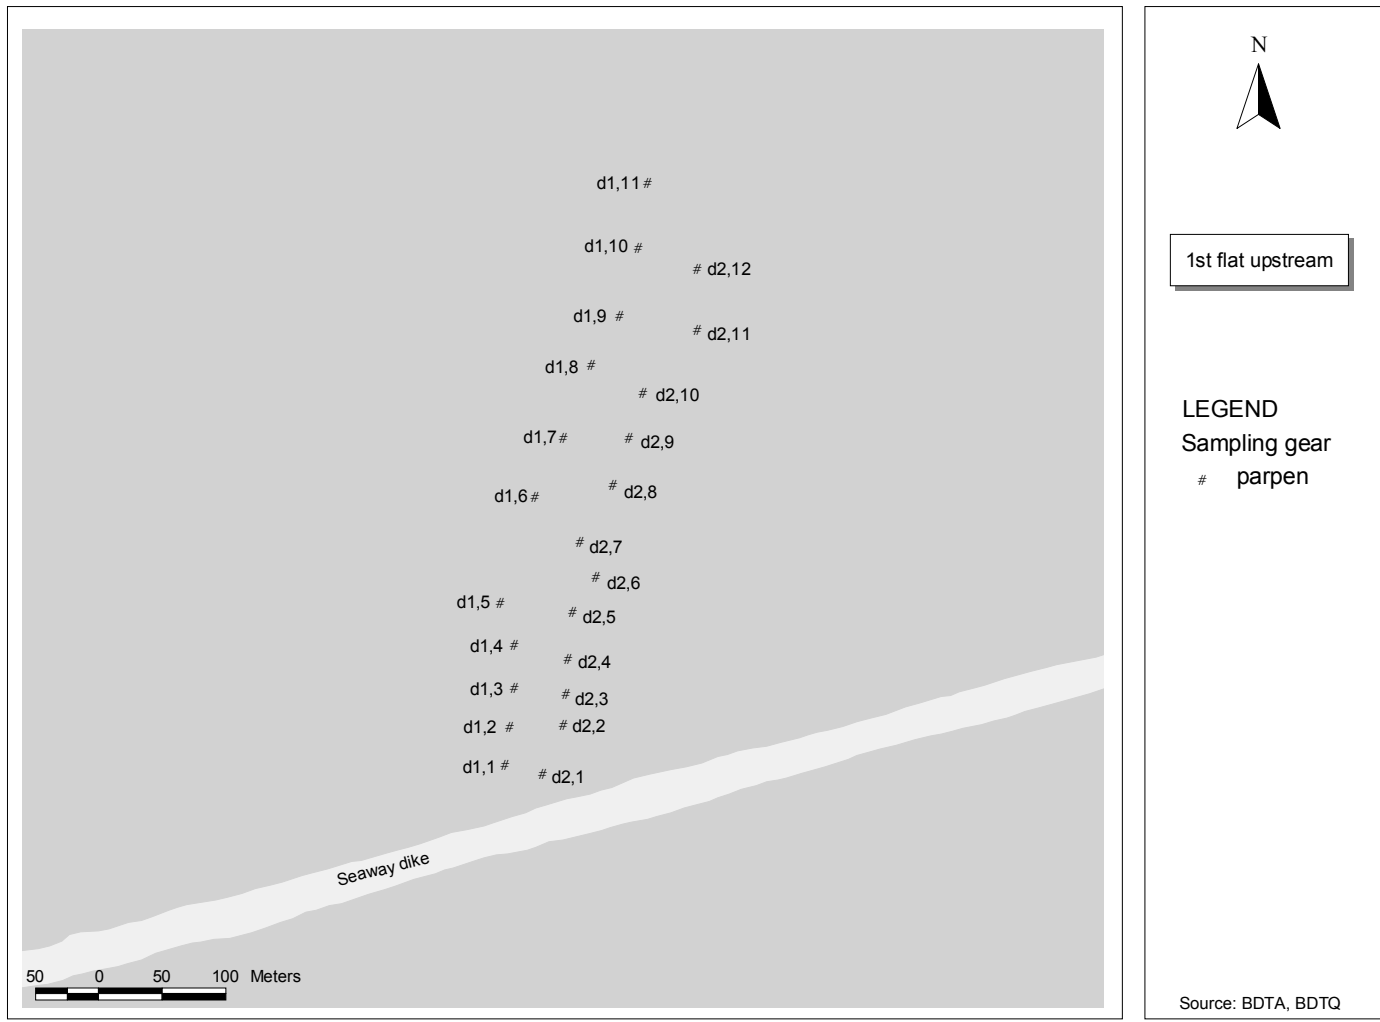 d1,11 #
d1,10 #
# d2,12
d1,9 #
# d2,11
d1,8 #
# d2,10
d1,7 #
# d2,9
d1,6 #
# d2,8
# d2,7
# d2,6
d1,5 #
# d2,5
d1,4 #
# d2,4
d1,3 #
# d2,3
d1,2 #
# d2,2
d1,1 #
# d2,1
Seaway dike
50 0 50 100 Meters
N
1st flat upstream
LEGEND
Sampling gear
# parpen
Source: BDTA, BDTQ